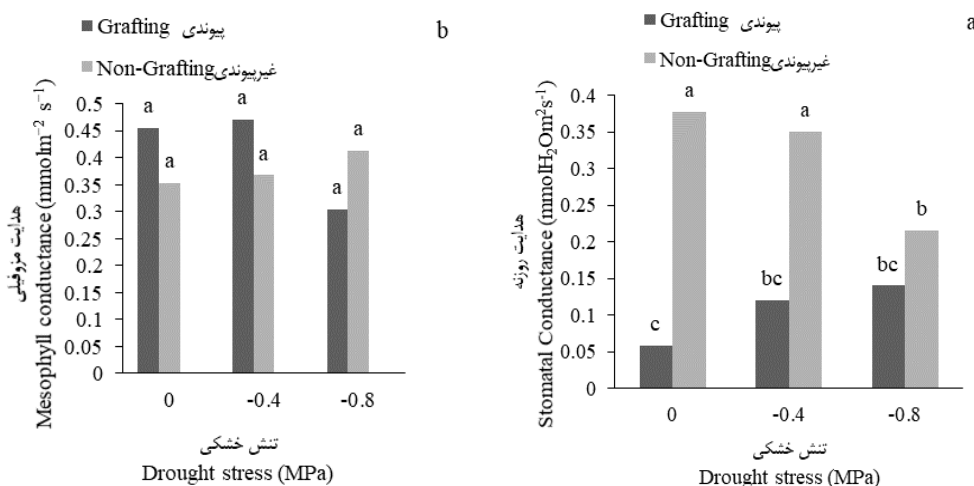 Grafting پیوندی
Non-Graftingغیرپیوندی
b
هدایت مزوفیلی
Mesophyll conductance (mmolm⁻² s⁻¹)
0.5
0.45
0.4
0.35
0.3
0.25
0.2
0.15
0.1
0.05
0
a a a a a a
0 -0.4 -0.8
تنش خشکی
Drought stress (MPa)
Grafting پیوندی
Non-Graftingغیرپیوندی
a
هدایت روزنه
Stomatal Conductance (mmolH₂Om²s⁻¹)
0.4
0.35
0.3
0.25
0.2
0.15
0.1
0.05
0
c a bc a bc b
0 -0.4 -0.8
تنش خشکی
Drought stress (MPa)